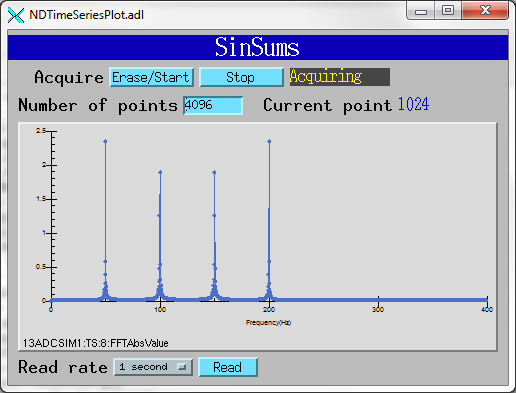 NDTimeSeriesPlot.adl
SinSums
Acquire Erase/Start Stop Acquiring
Number of points 4096 Current point 1024
2.5
2
1.5
1
0.5
0
0 100 200 300 400
Frequency(Hz)
13ADCSIM1:TS:8:FFTAbsValue
Read rate 1 second Read